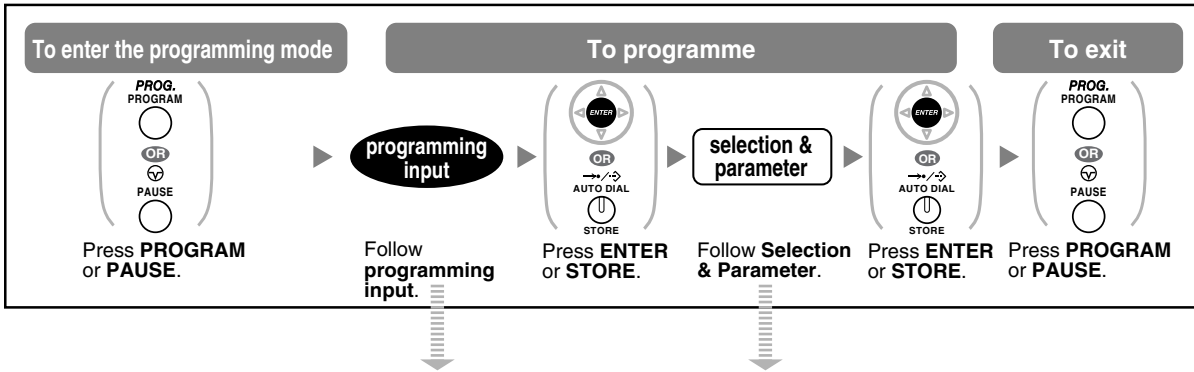 To enter the programming mode
To programme
To exit
PROG.
PROGRAM
OR
PAUSE
Press PROGRAM
or PAUSE.
programming
input
Follow
programming
input.
ENTER
OR
AUTO DIAL
STORE
Press ENTER
or STORE.
selection &
parameter
Follow Selection
& Parameter.
ENTER
OR
AUTO DIAL
STORE
Press ENTER
or STORE.
PROG.
PROGRAM
OR
PAUSE
Press PROGRAM
or PAUSE.